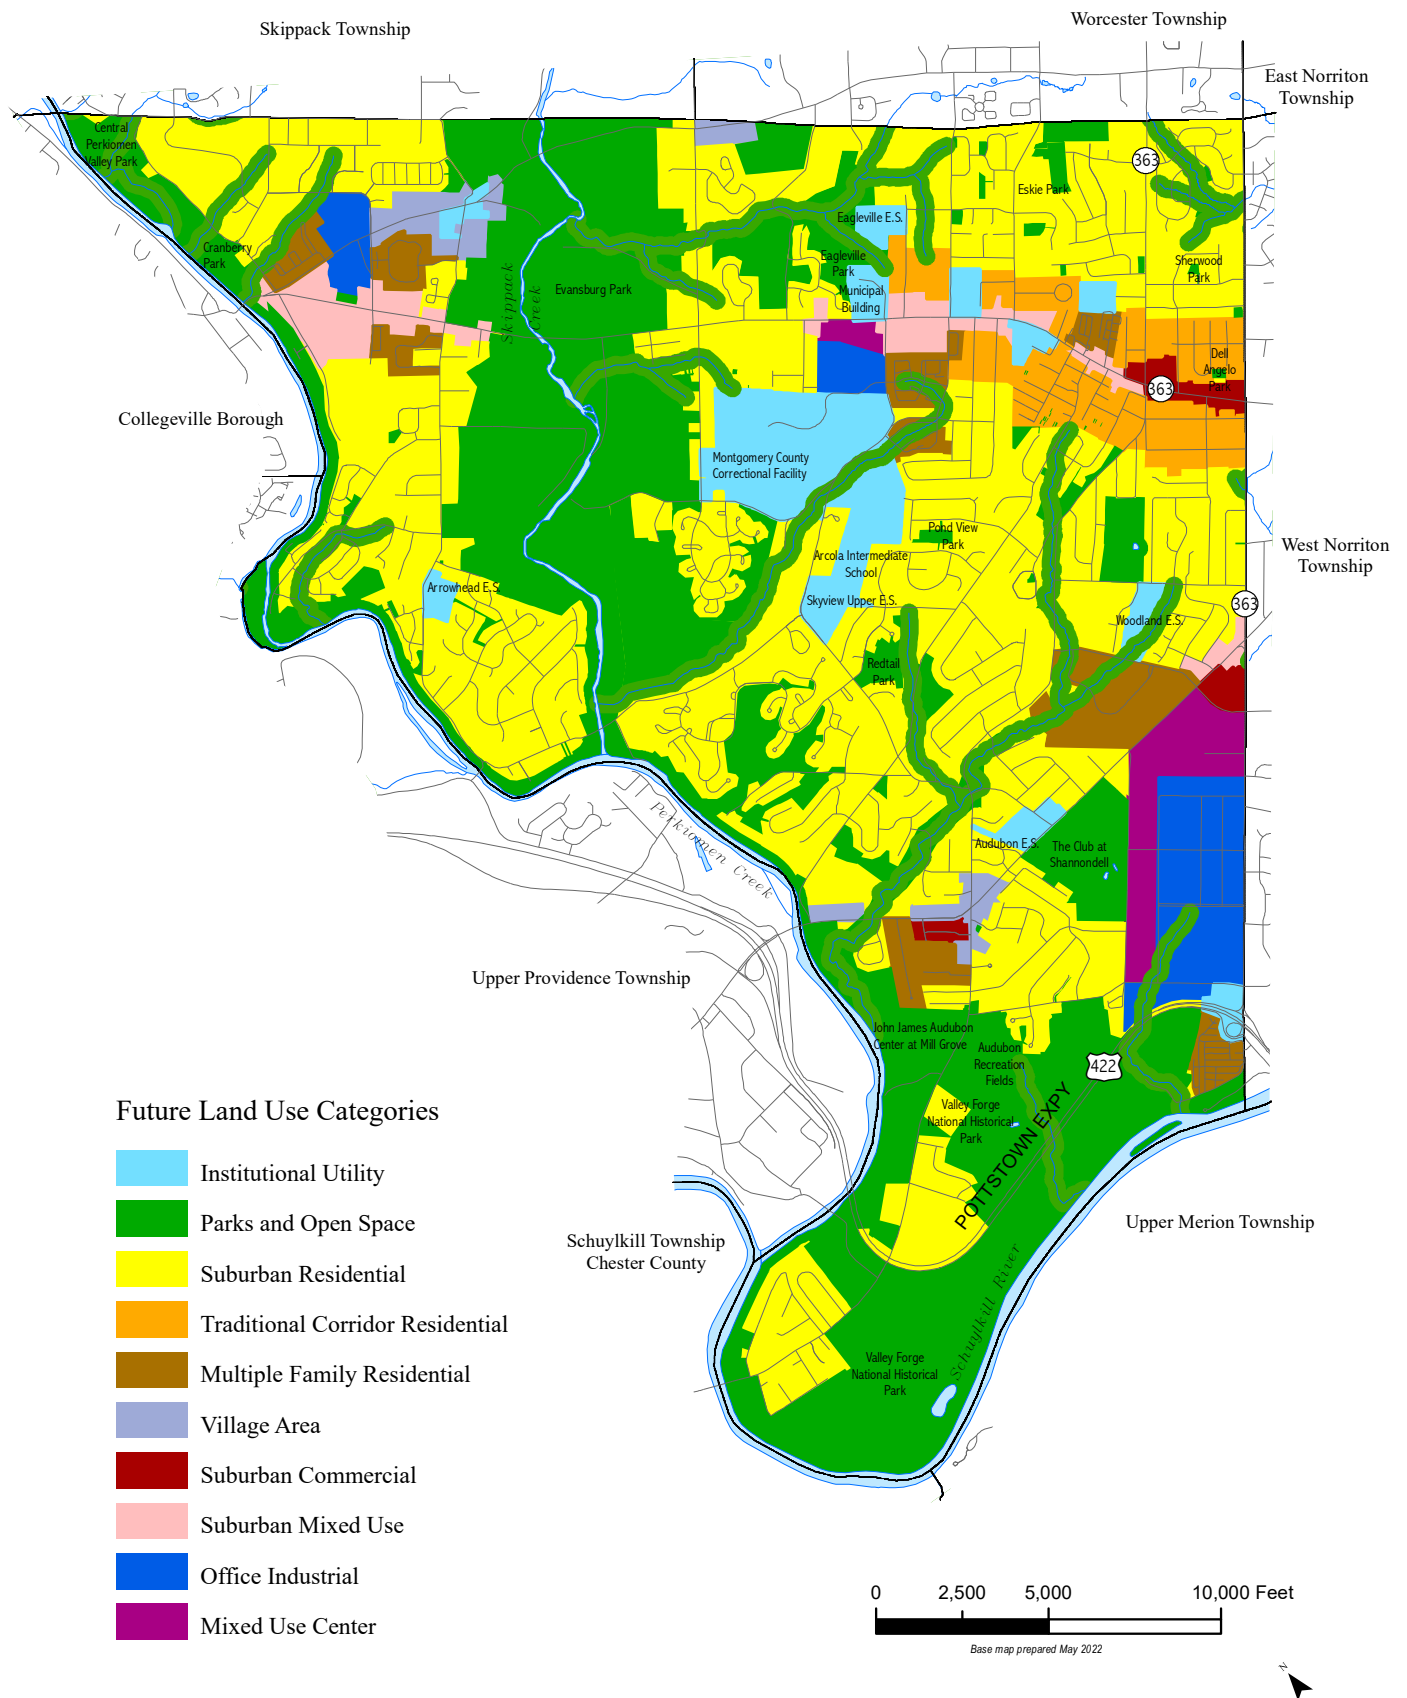 Skippack Township
Worcester Township
East Norriton
Township
Central
Perkiomen
Valley Park
363
Eskie Park
Eagleville E.S.
Cranberry
Park
Eagleville
Park
Sherwood
Park
Evansburg Park
Municipal
Building
Skippack
Creek
Dell
Angelo
Park
363
Collegeville Borough
Montgomery County
Correctional Facility
Pond View
Park
West Norriton
Township
Arcola Intermediate
School
Arrowhead E.S.
Skyview Upper E.S.
363
Woodland E.S.
Redtail
Park
Perkiomen Creek
Audubon E.S.
The Club at
Shannondell
Upper Providence Township
John James Audubon
Center at Mill Grove
Audubon
Recreation
Fields
422
Valley Forge
National Historical
Park
POTTSTOWN EXPY
Schuylkill Township
Chester County
Upper Merion Township
Schuylkill River
Valley Forge
National Historical
Park
Future Land Use Categories
Institutional Utility
Parks and Open Space
Suburban Residential
Traditional Corridor Residential
Multiple Family Residential
Village Area
Suburban Commercial
Suburban Mixed Use
Office Industrial
Mixed Use Center
0 2,500 5,000 10,000 Feet
Base map prepared May 2022
N